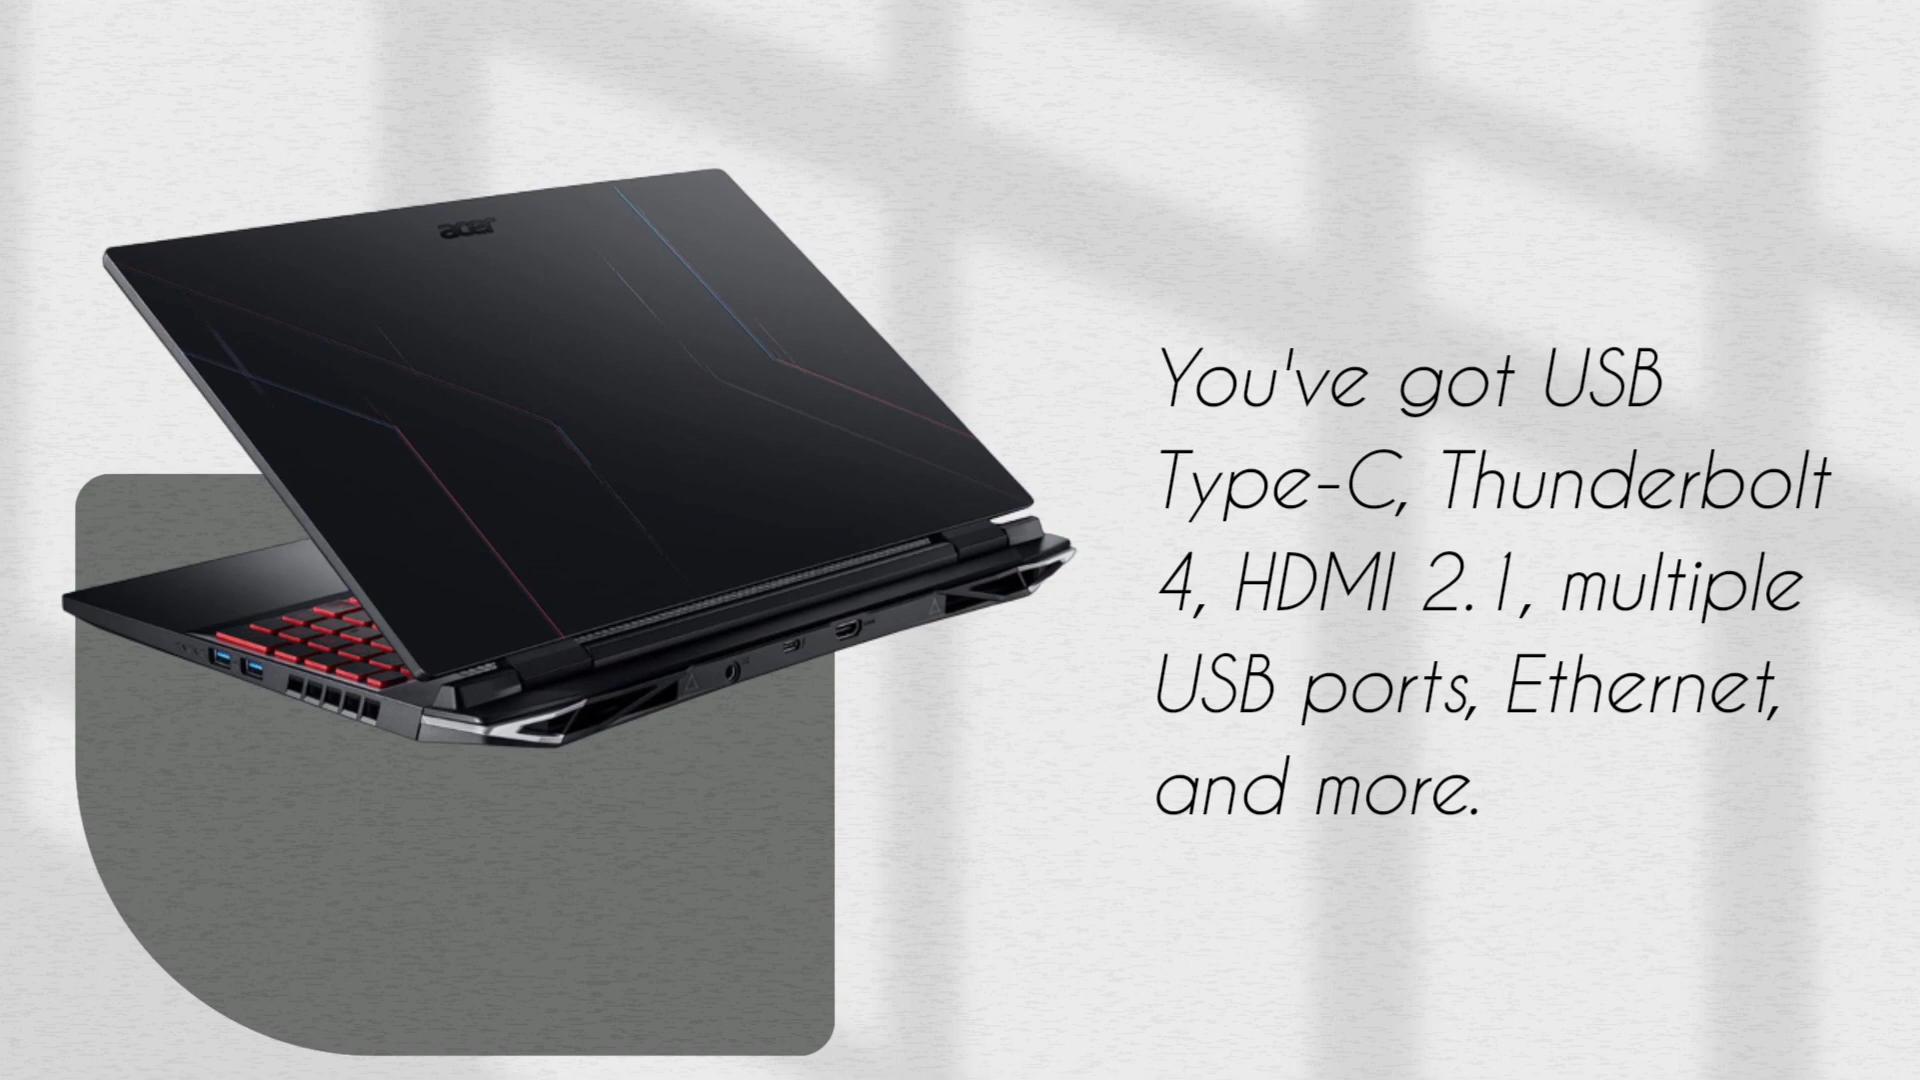 acer
You've got USB
Type-C, Thunderbolt
4, HDMI 2.1, multiple
USB ports, Ethernet,
and more.